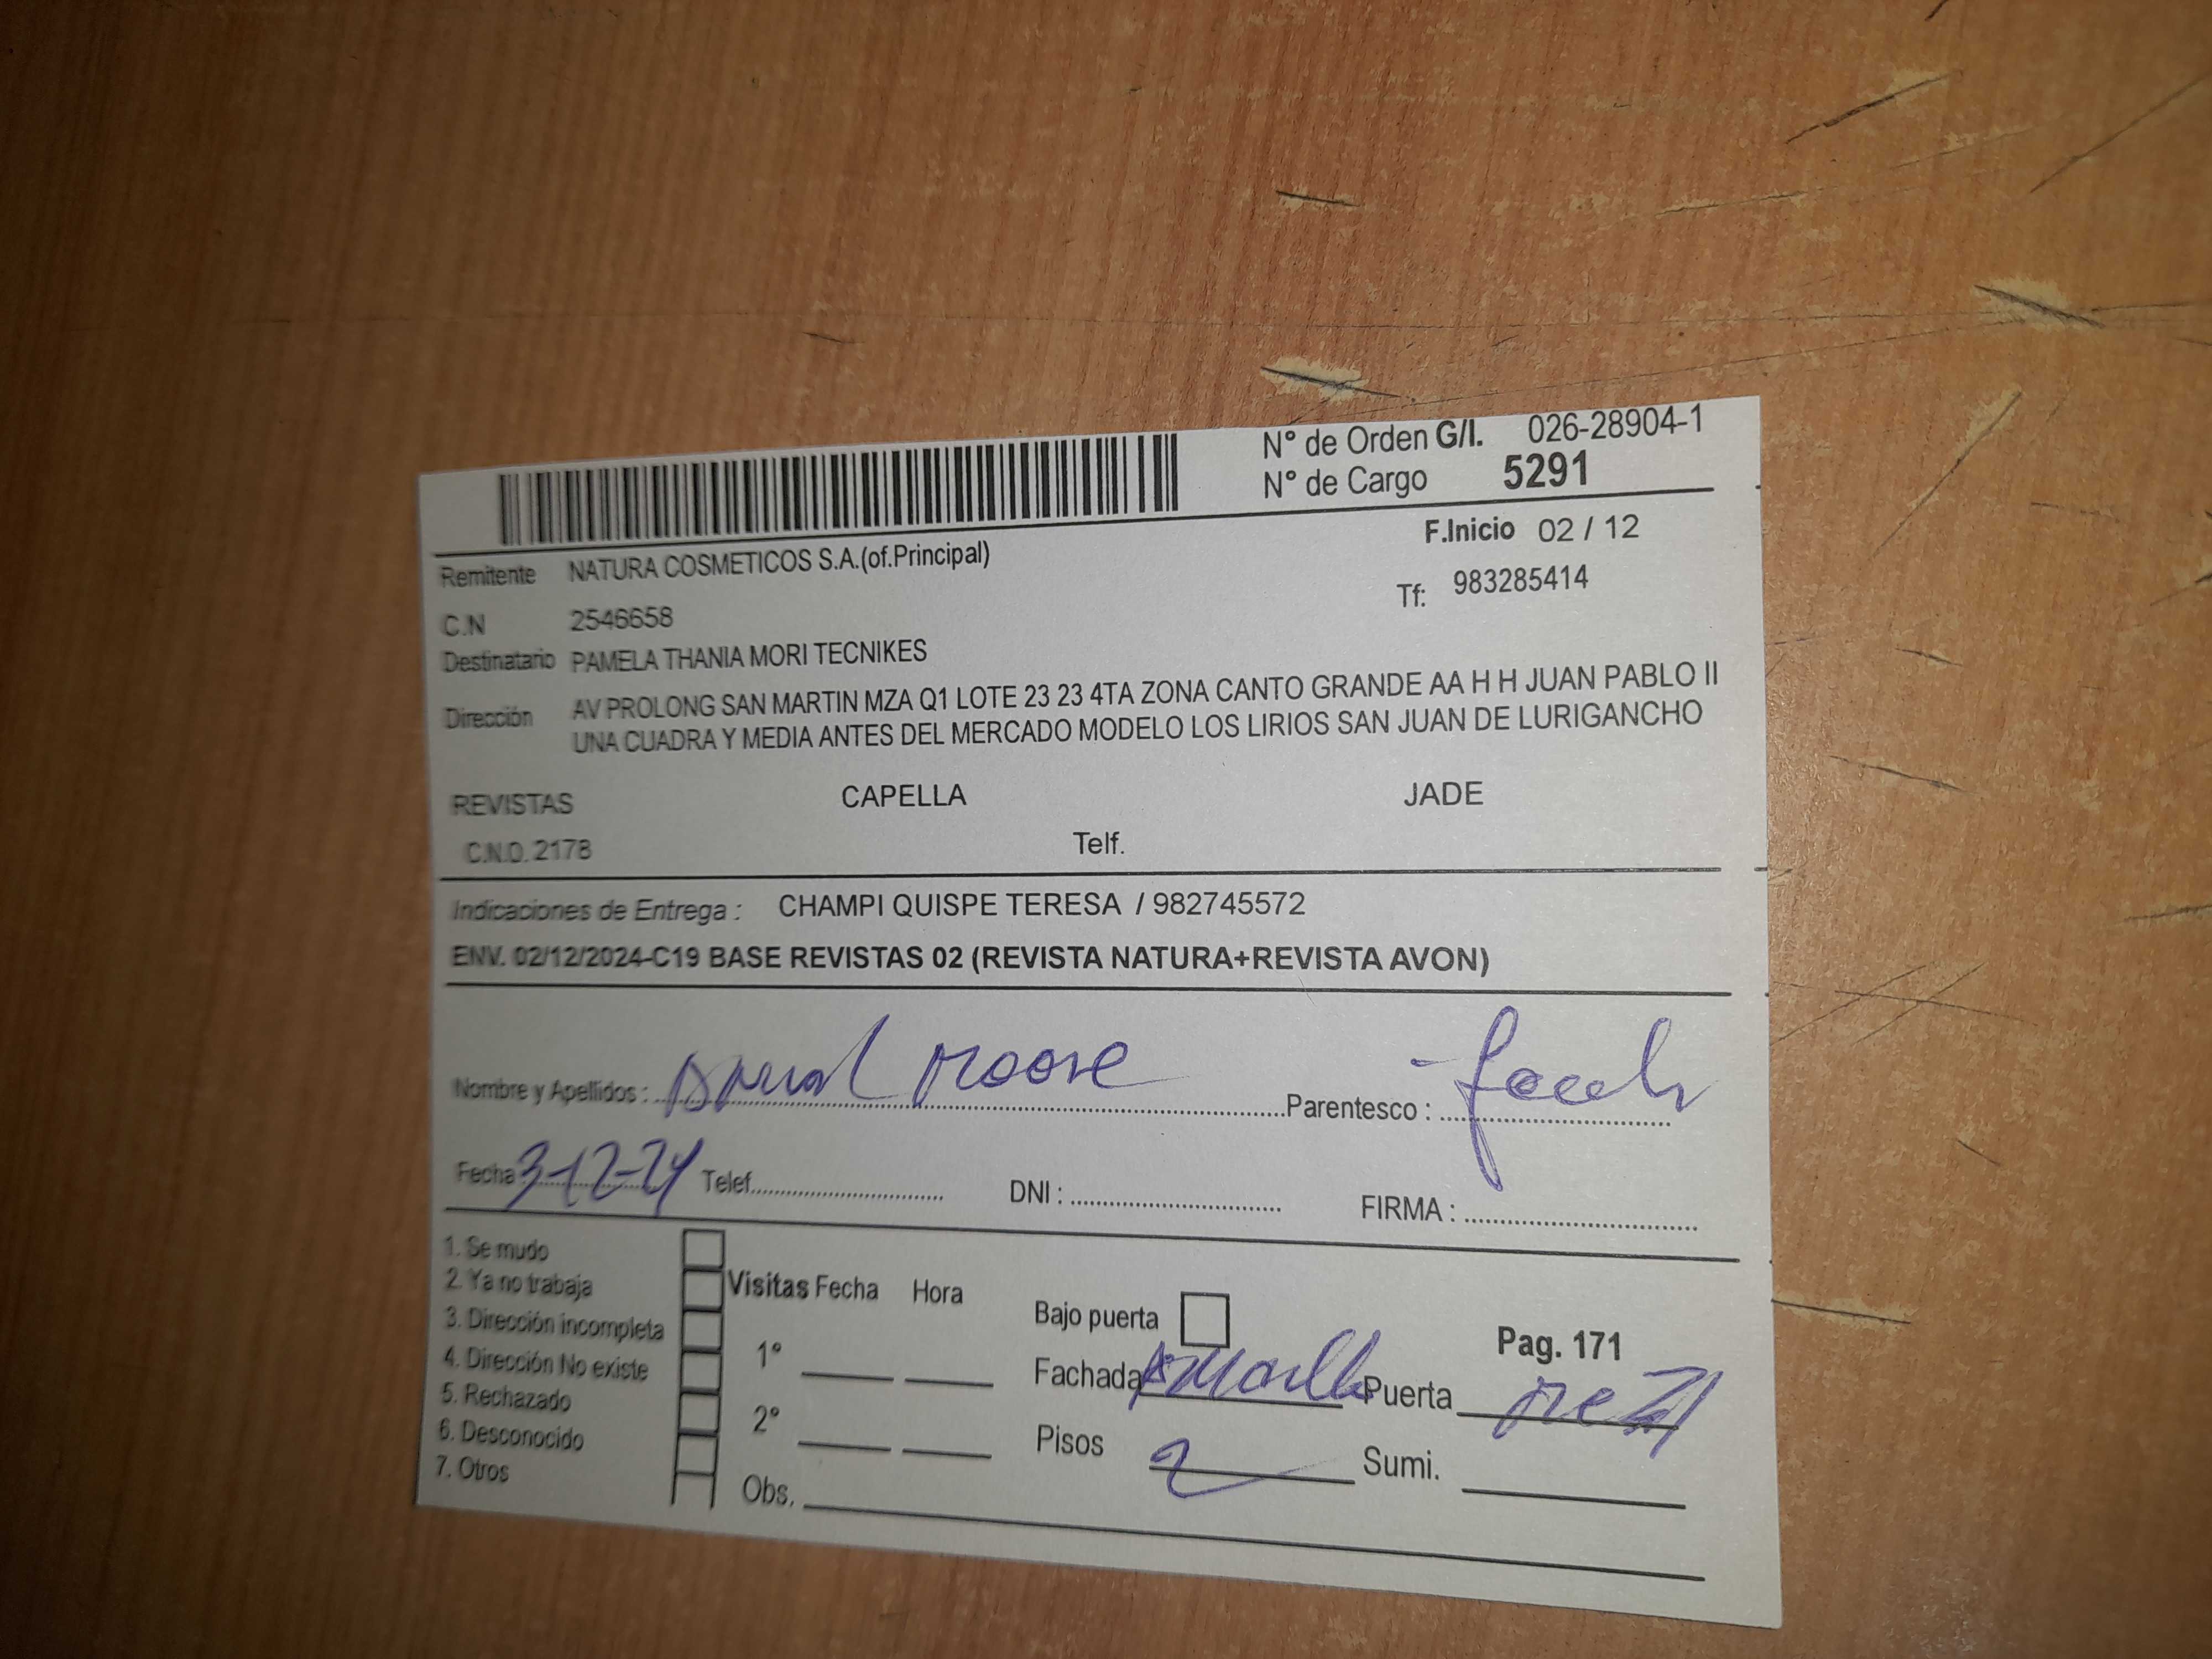 N° de Orden G/I. 026-28904-1
N° de Cargo 5291
F.Inicio 02 / 12
Remitente NATURA COSMETICOS S.A.(of.Principal)
Tf: 983285414
C.N 2546658
Destinatario PAMELA THANIA MORI TECNIKES
Dirección AV PROLONG SAN MARTIN MZA Q1 LOTE 23 23 4TA ZONA CANTO GRANDE AA H H JUAN PABLO II
UNA CUADRA Y MEDIA ANTES DEL MERCADO MODELO LOS LIRIOS SAN JUAN DE LURIGANCHO
REVISTAS CAPELLA JADE
C.N.O. 2178 Telf.
Indicaciones de Entrega : CHAMPI QUISPE TERESA / 982745572
ENV. 02/12/2024-C19 BASE REVISTAS 02 (REVISTA NATURA+REVISTA AVON)
Nombre y Apellidos : Parentesco :
Fecha 3-12-24 Telef. DNI : FIRMA :
1. Se mudo
2. Ya no trabaja Visitas Fecha Hora
Bajo puerta
3. Dirección incompleta
Pag. 171
4. Dirección No existe 1° Fachada Puerta
5. Rechazado
6. Desconocido 2° Pisos 2 Sumi.
7. Otros
Obs.